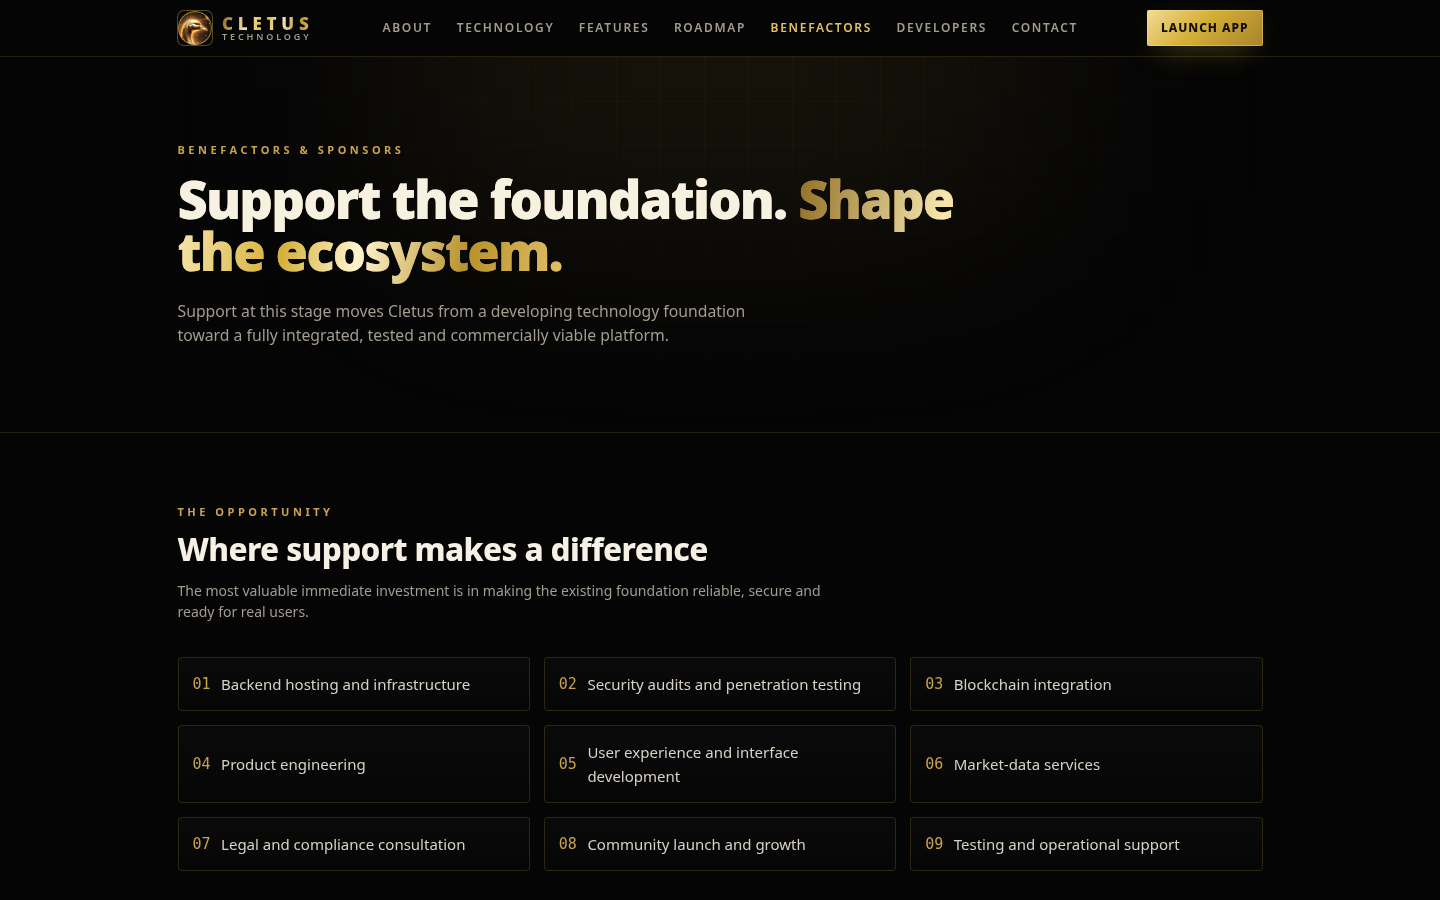 CLETUS
TECHNOLOGY
ABOUT
TECHNOLOGY
FEATURES
ROADMAP
BENEFACTORS
DEVELOPERS
CONTACT
LAUNCH APP
BENEFACTORS & SPONSORS
Support the foundation. Shape
the ecosystem.
Support at this stage moves Cletus from a developing technology foundation
toward a fully integrated, tested and commercially viable platform.
THE OPPORTUNITY
Where support makes a difference
The most valuable immediate investment is in making the existing foundation reliable, secure and
ready for real users.
01 Backend hosting and infrastructure
02 Security audits and penetration testing
03 Blockchain integration
04 Product engineering
05 User experience and interface
development
06 Market-data services
07 Legal and compliance consultation
08 Community launch and growth
09 Testing and operational support